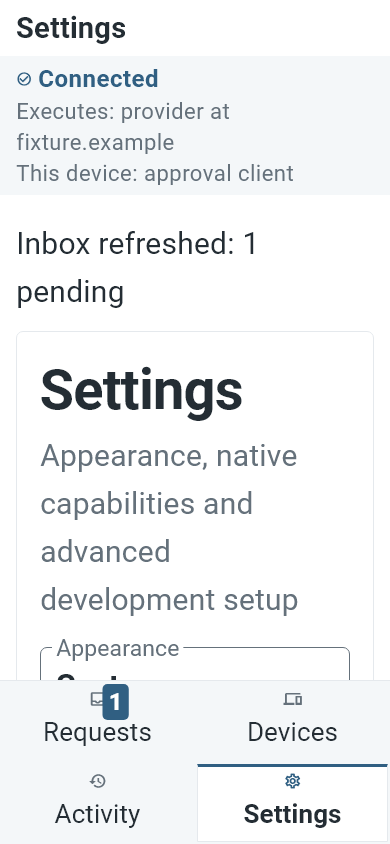 Settings
Connected
Executes: provider at
fixture.example
This device: approval client
Inbox refreshed: 1
pending
Settings
Appearance, native
capabilities and
advanced
development setup
Appearance
1
Requests
Devices
Activity
Settings